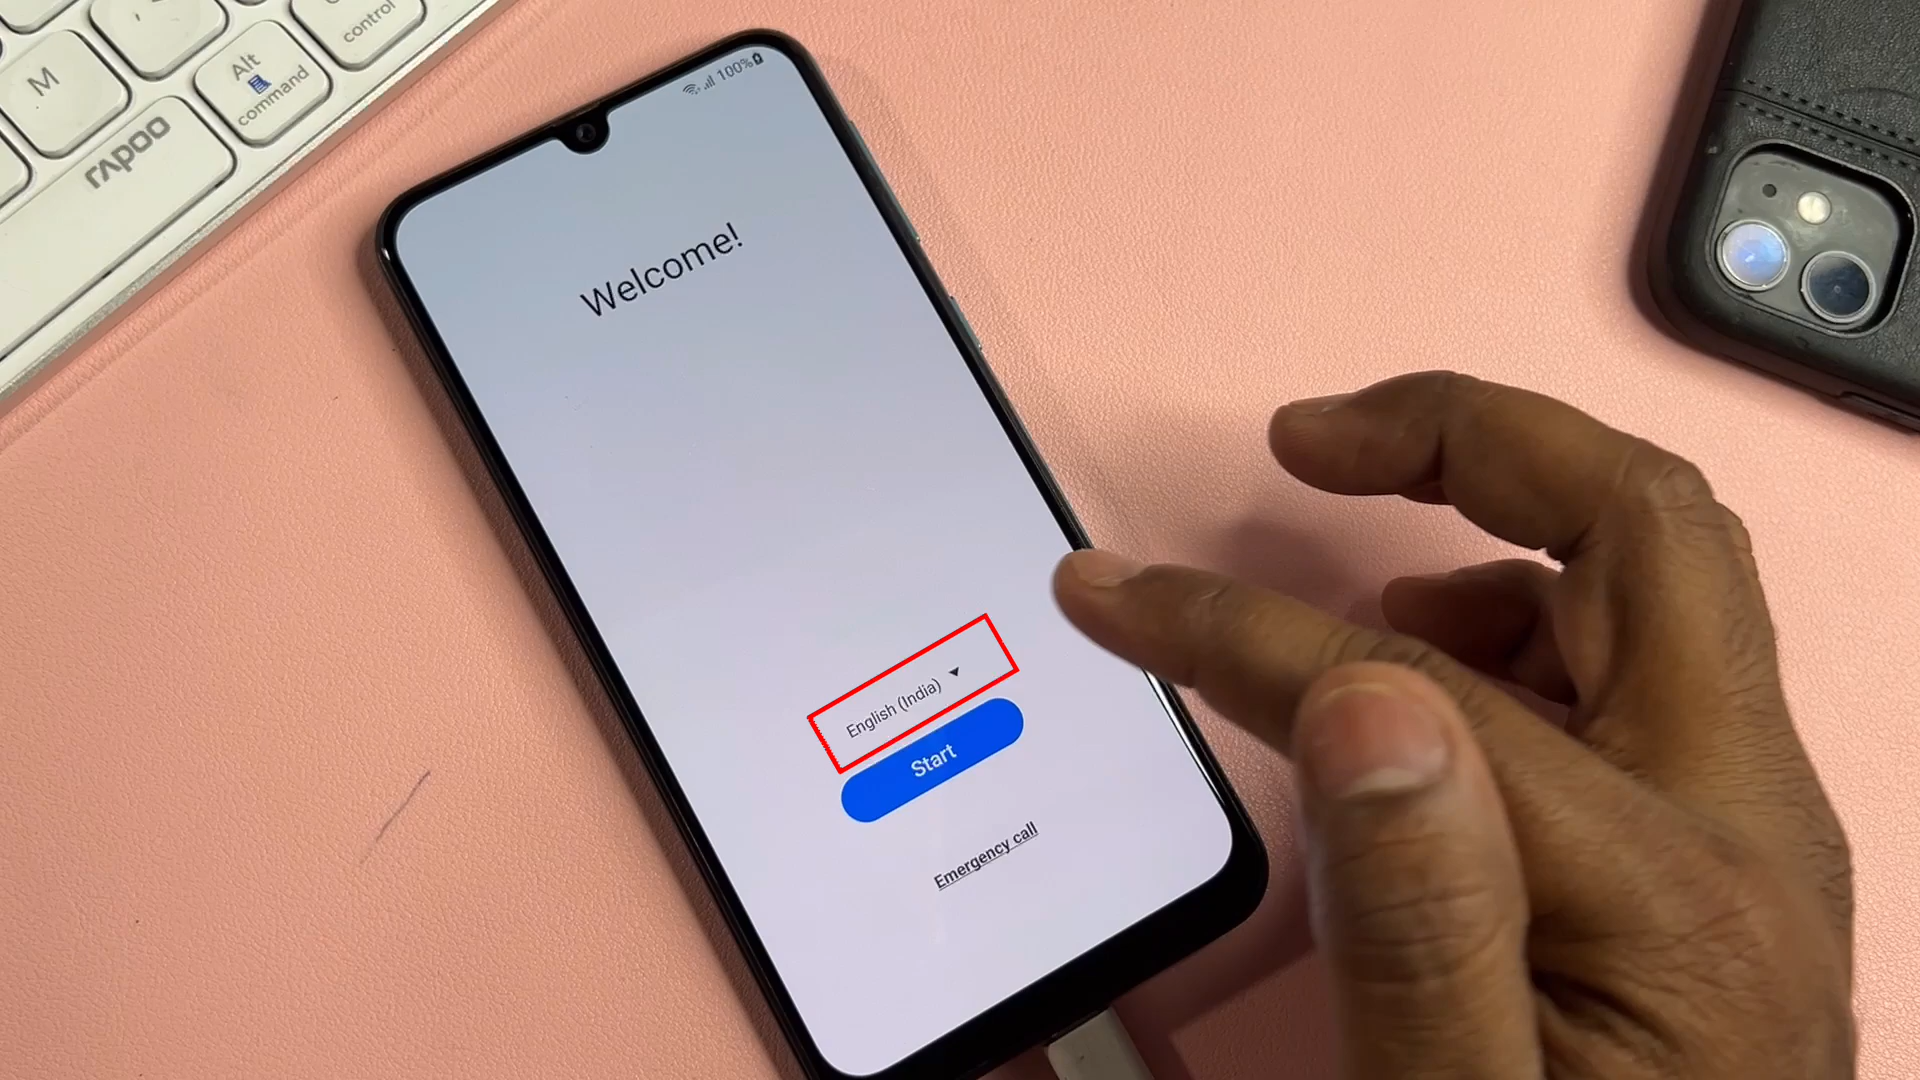 M
Alt
command
control
rapoo
100%
Welcome!
English (India)
Start
Emergency call